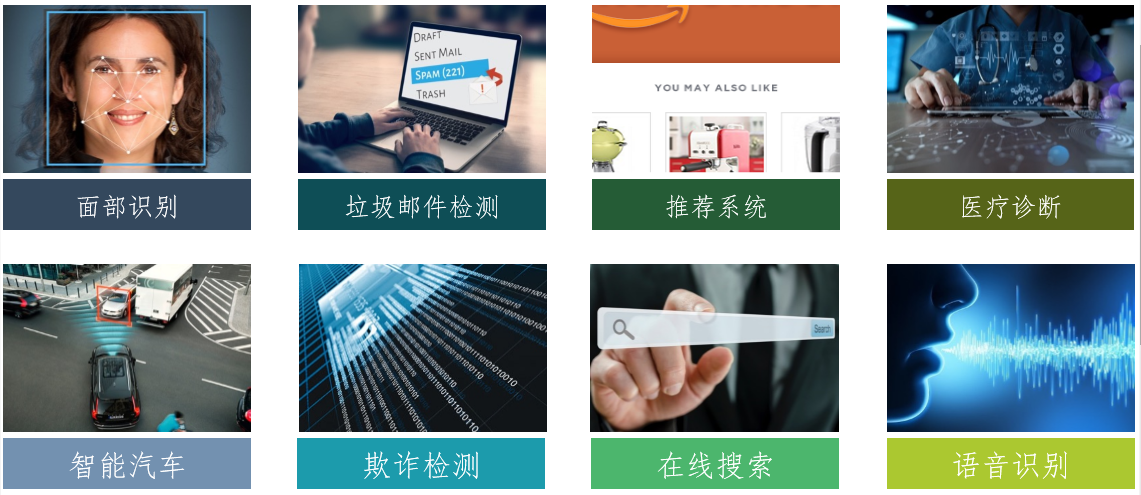 DRAFT
SENT MAIL
SPAM (221)
TRASH
YOU MAY ALSO LIKE
面部识别
垃圾邮件检测
推荐系统
医疗诊断
Search
智能汽车
欺诈检测
在线搜索
语音识别